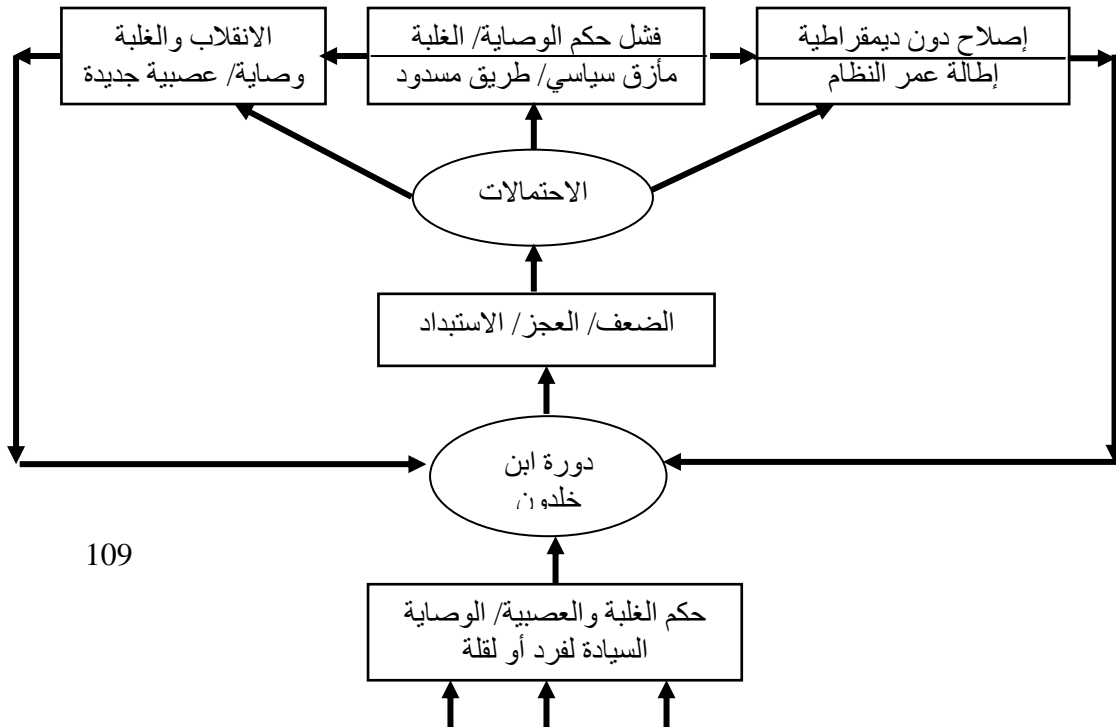 إصلاح دون ديمقراطية
إطالة عمر النظام
فشل حكم الوصاية/ الغلبة
مأزق سياسي/ طريق مسدود
الانقلاب والغلبة
وصاية/ عصبية جديدة
الاحتمالات
الضعف/ العجز/ الاستبداد
دورة ابن
خلدون
109
حكم الغلبة والعصبية/ الوصاية
السيادة لفرد أو لقلة